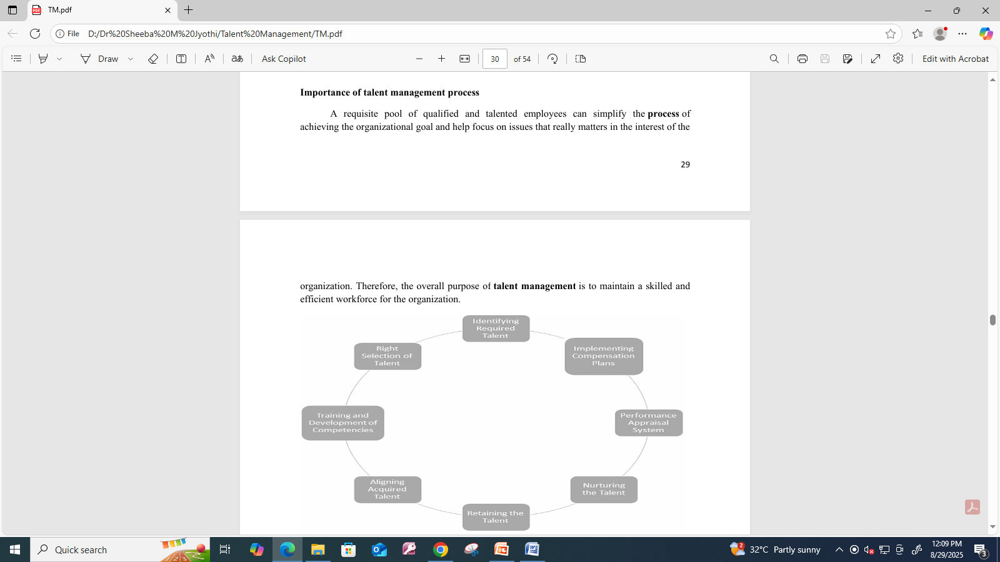 TM.pdf
File D:/Dr%20Sheeba%20M%20Jyothi/Talent%20Management/TM.pdf
Draw
Ask Copilot
30 of 54
Edit with Acrobat
Importance of talent management process
A requisite pool of qualified and talented employees can simplify the process of
achieving the organizational goal and help focus on issues that really matters in the interest of the
29
organization. Therefore, the overall purpose of talent management is to maintain a skilled and
efficient workforce for the organization.
Identifying
Required
Talent
Right
Selection of
Talent
Implementing
Compensation
Plans
Training and
Development of
Competencies
Performance
Appraisal
System
Aligning
Acquired
Talent
Nurturing
the Talent
Retaining the
Talent
Quick search
2
32°C Partly sunny
12:09 PM
8/29/2025
3